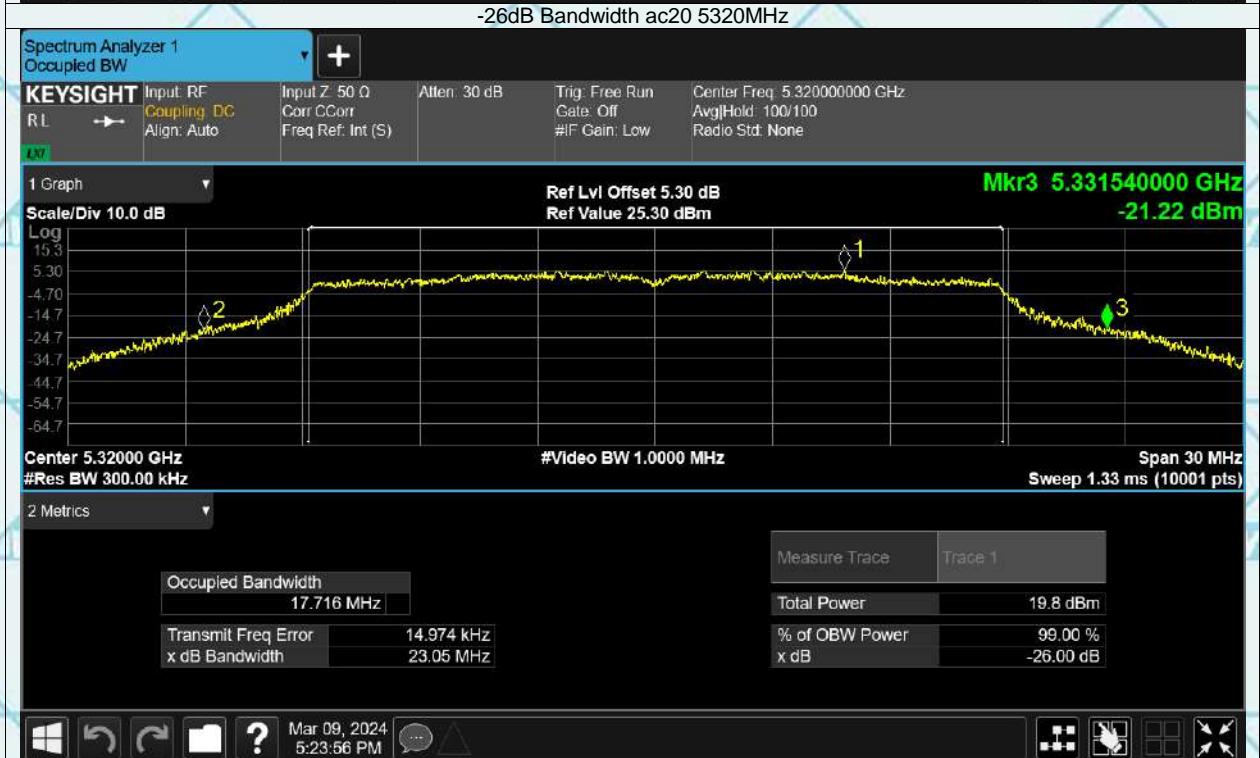 -26dB Bandwidth ac20 5320MHz
Spectrum Analyzer 1
Occupied BW
+
KEYSIGHT
RL
LXI
Input: RF
Coupling: DC
Align: Auto
Input Z: 50 Ω
Corr CCorr
Freq Ref: Int (S)
Atten: 30 dB
Trig: Free Run
Gate: Off
#IF Gain: Low
Center Freq: 5.320000000 GHz
Avg|Hold: 100/100
Radio Std: None
1 Graph
Scale/Div 10.0 dB
Ref Lvl Offset 5.30 dB
Ref Value 25.30 dBm
Mkr3 5.331540000 GHz
-21.22 dBm
Log
15.3
5.30
-4.70
-14.7
-24.7
-34.7
-44.7
-54.7
-64.7
1
2
3
Center 5.32000 GHz
#Res BW 300.00 kHz
#Video BW 1.0000 MHz
Span 30 MHz
Sweep 1.33 ms (10001 pts)
2 Metrics
Measure Trace Trace 1
Occupied Bandwidth
17.716 MHz
Total Power 19.8 dBm
Transmit Freq Error 14.974 kHz
% of OBW Power 99.00 %
x dB Bandwidth 23.05 MHz
x dB -26.00 dB
?
Mar 09, 2024
5:23:56 PM